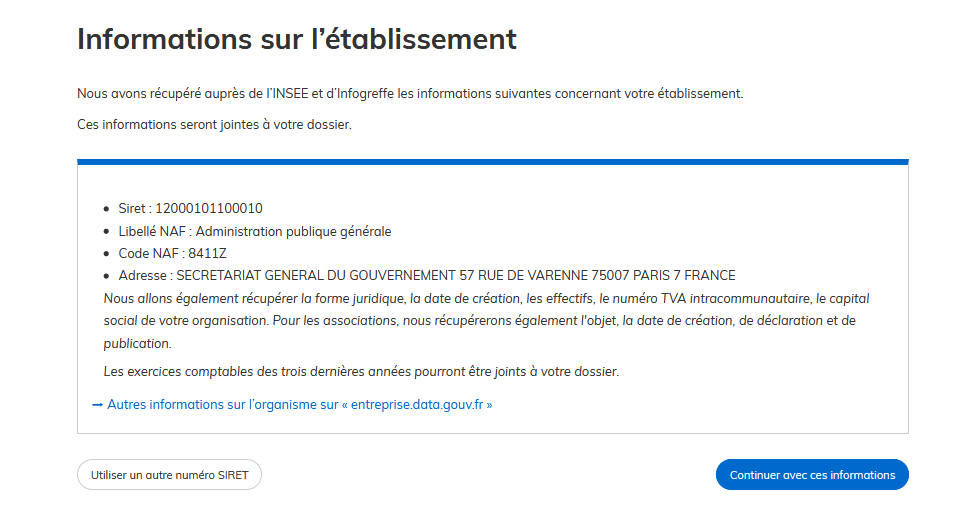 Informations sur l’établissement
Nous avons récupéré auprès de l’INSEE et d’Infogreffe les informations suivantes concernant votre établissement.
Ces informations seront jointes à votre dossier.
• Siret : 12000101100010
• Libellé NAF : Administration publique générale
• Code NAF : 8411Z
• Adresse : SECRETARIAT GENERAL DU GOUVERNEMENT 57 RUE DE VARENNE 75007 PARIS 7 FRANCE
Nous allons également récupérer la forme juridique, la date de création, les effectifs, le numéro TVA intracommunautaire, le capital
social de votre organisation. Pour les associations, nous récupérerons également l'objet, la date de création, de déclaration et de
publication.
Les exercices comptables des trois dernières années pourront être joints à votre dossier.
→ Autres informations sur l’organisme sur « entreprise.data.gouv.fr »
Utiliser un autre numéro SIRET
Continuer avec ces informations